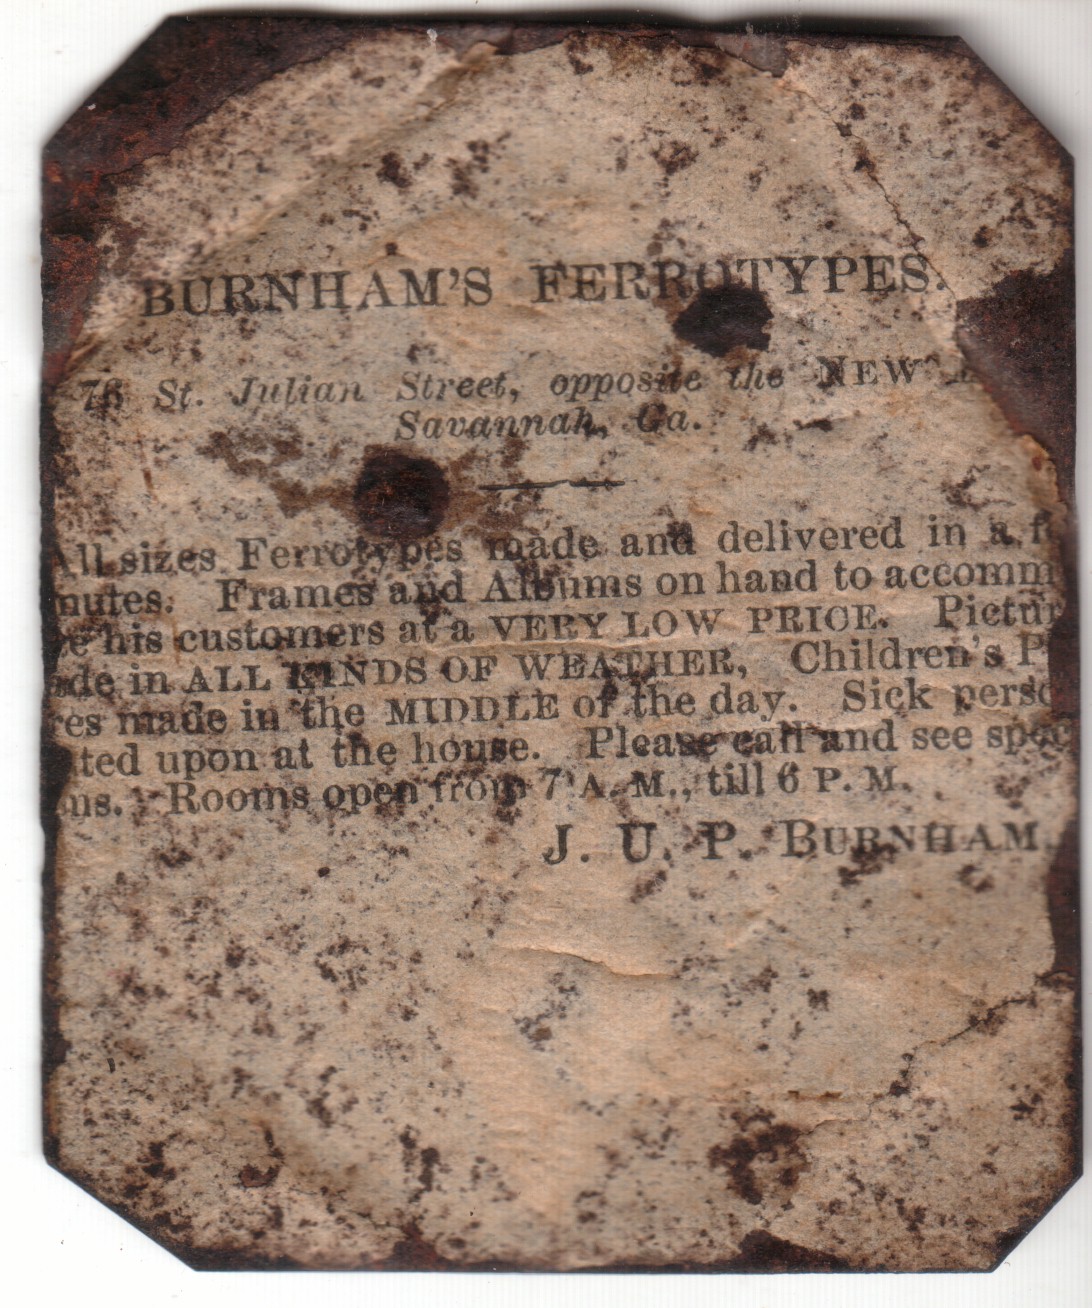 BURNHAM'S FERROTYPES.
76 St. Julian Street, opposite the NEW
Savannah, Ga.
All sizes Ferrotypes made and delivered in a f
nutes. Frames and Albums on hand to accomm
te his customers at a VERY LOW PRICE. Pictur
ade in ALL KINDS OF WEATHER, Children's P
res made in the MIDDLE of the day. Sick perso
ited upon at the house. Please call and see spec
ns. Rooms open from 7 A. M., till 6 P. M.
J. U. P. BURNHAM.